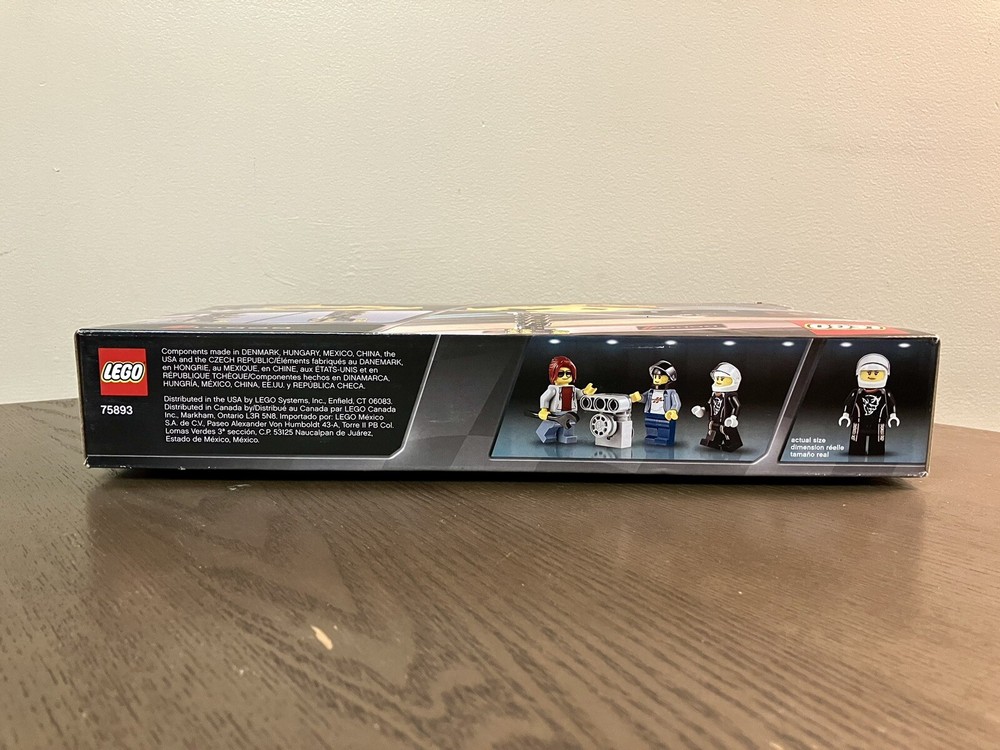 LEGO
75893
Components made in DENMARK, HUNGARY, MEXICO, CHINA, the
USA and the CZECH REPUBLIC/Éléments fabriqués au DANEMARK,
en HONGRIE, au MEXIQUE, en CHINE, aux ÉTATS-UNIS et en
RÉPUBLIQUE TCHÈQUE/Componentes hechos en DINAMARCA,
HUNGRÍA, MÉXICO, CHINA, EE.UU. y REPÚBLICA CHECA.
Distributed in the USA by LEGO Systems, Inc., Enfield, CT 06083.
Distributed in Canada by/Distribué au Canada par LEGO Canada
Inc., Markham, Ontario L3R 5N8. Importado por: LEGO México
S.A. de C.V., Paseo Alexander Von Humboldt 43-A, Torre II PB Col.
Lomas Verdes 3ª sección, C.P. 53125 Naucalpan de Juárez,
Estado de México, México.
actual size
dimension réelle
tamaño real